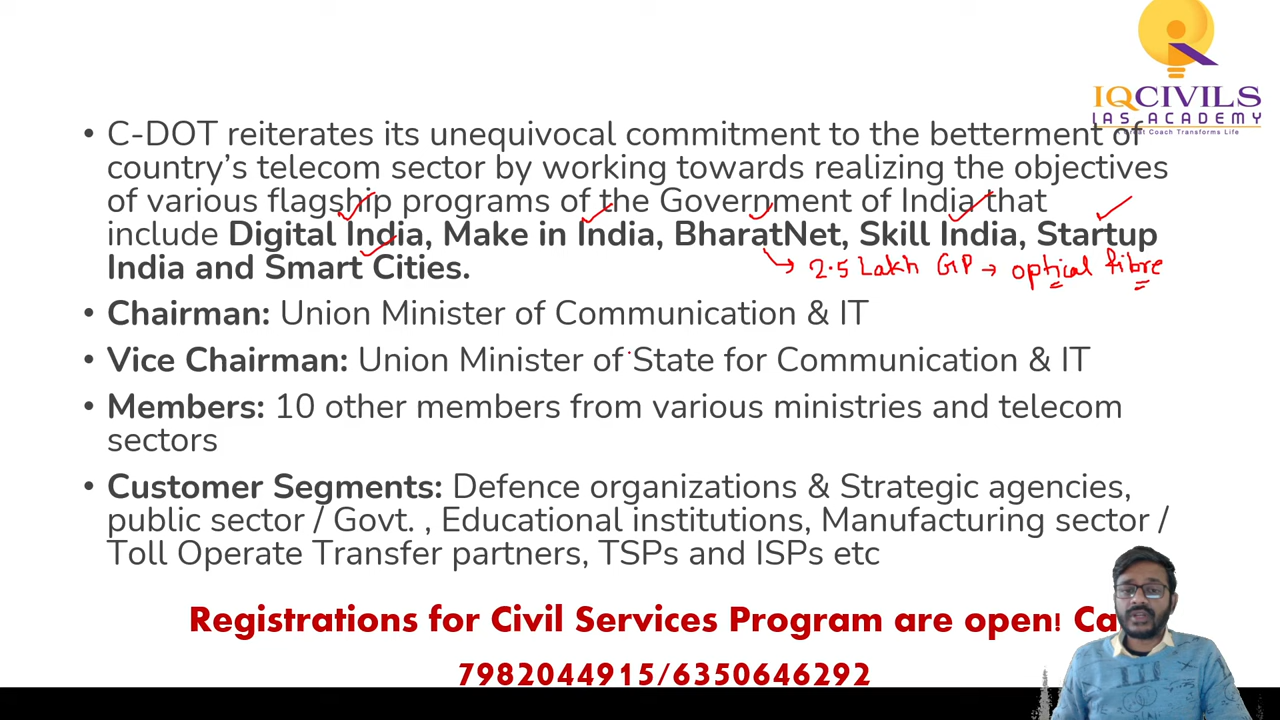 IQCIVILS
IAS ACADEMY
Great Coach Transforms Life
• C-DOT reiterates its unequivocal commitment to the betterment of
country’s telecom sector by working towards realizing the objectives
of various flagship programs of the Government of India that
include Digital India, Make in India, BharatNet, Skill India, Startup
India and Smart Cities.
2.5 Lakh GP → optical fibre
• Chairman: Union Minister of Communication & IT
• Vice Chairman: Union Minister of State for Communication & IT
• Members: 10 other members from various ministries and telecom
sectors
• Customer Segments: Defence organizations & Strategic agencies,
public sector / Govt. , Educational institutions, Manufacturing sector /
Toll Operate Transfer partners, TSPs and ISPs etc
Registrations for Civil Services Program are open! Ca
7982044915/6350646292